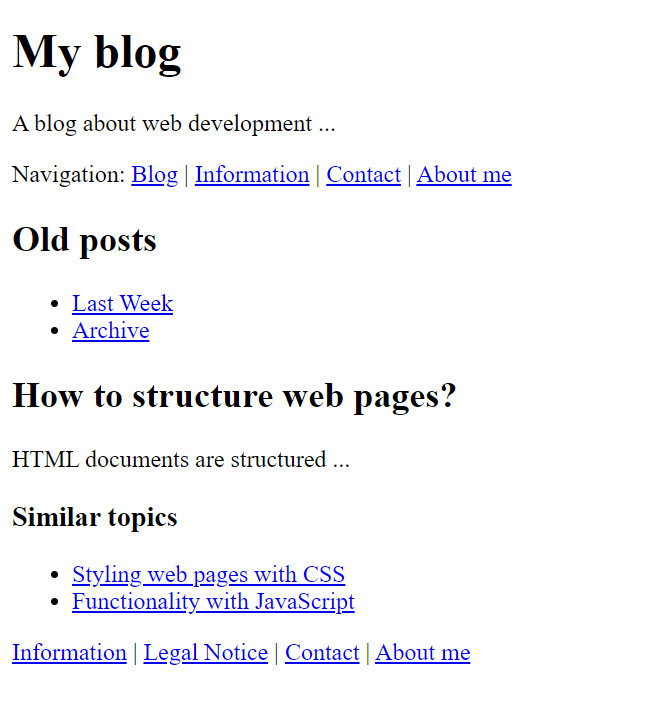 My blog
A blog about web development ...
Navigation: Blog | Information | Contact | About me
Old posts
Last Week
Archive
How to structure web pages?
HTML documents are structured ...
Similar topics
Styling web pages with CSS
Functionality with JavaScript
Information | Legal Notice | Contact | About me